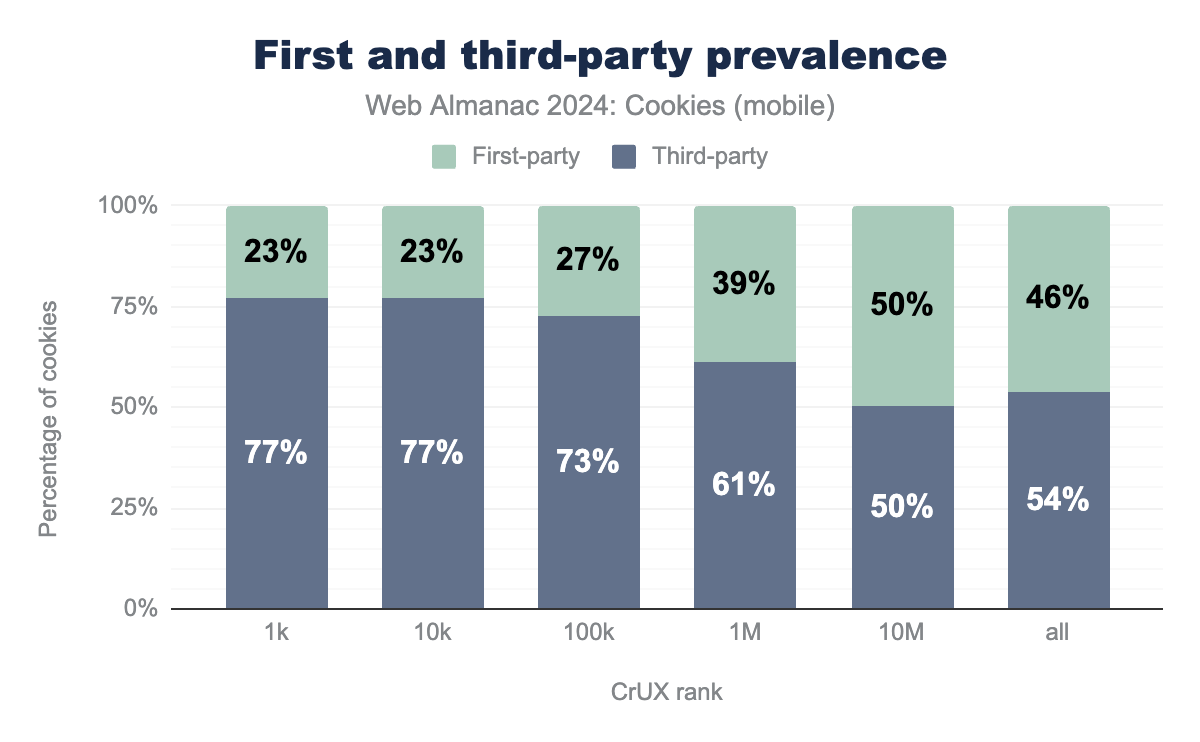 First and third-party prevalence
Web Almanac 2024: Cookies (mobile)
First-party Third-party
100%
75%
50%
25%
0%
Percentage of cookies
23% 23% 27% 39% 50% 46%
77% 77% 73% 61% 50% 54%
1k 10k 100k 1M 10M all
CrUX rank